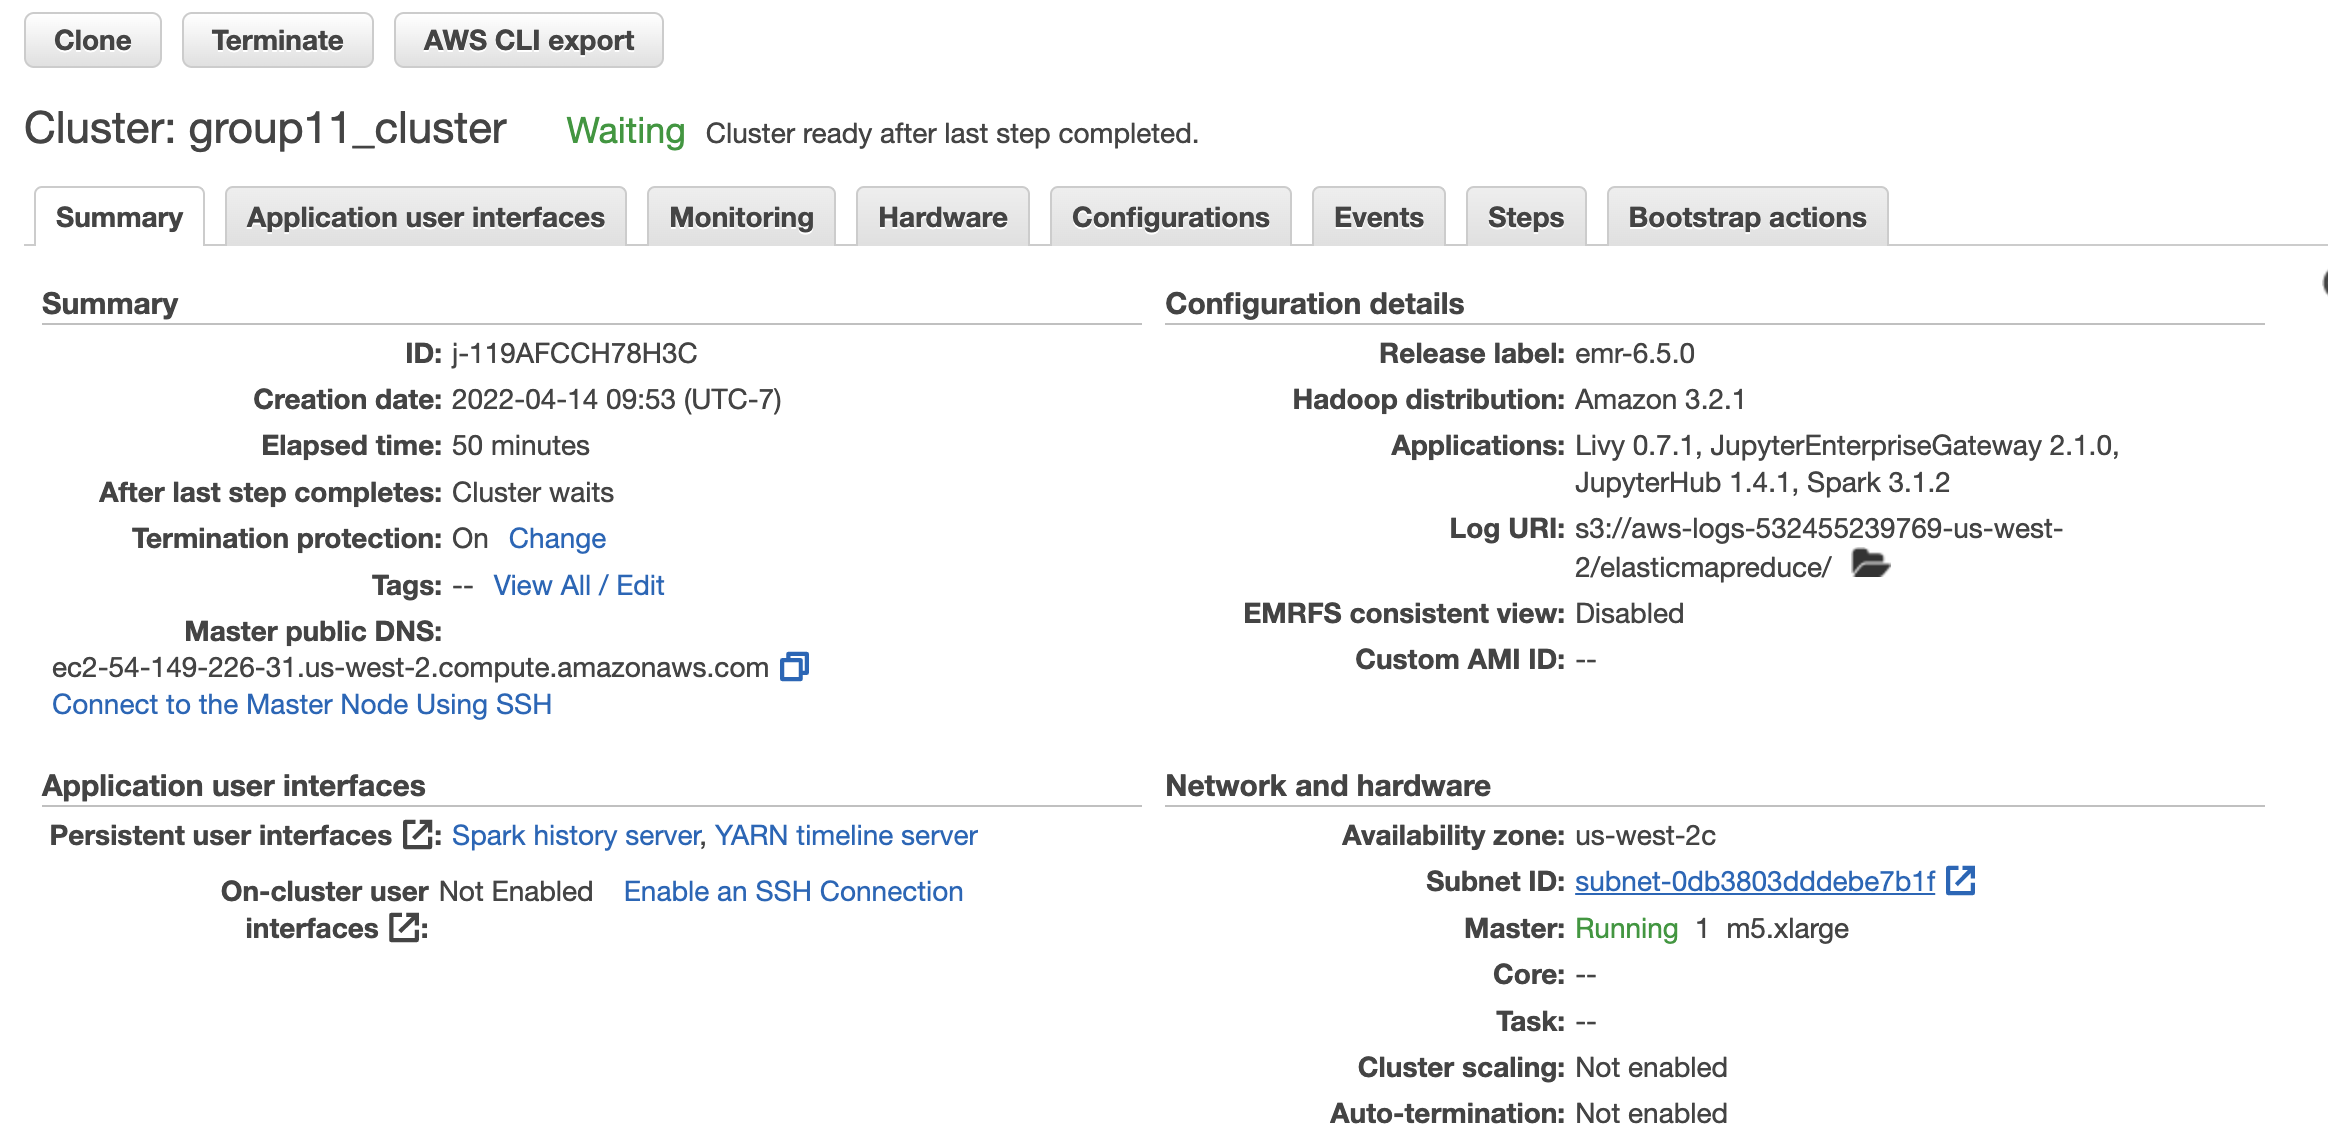 Clone Terminate AWS CLI export
Cluster: group11_cluster Waiting Cluster ready after last step completed.
Summary Application user interfaces Monitoring Hardware Configurations Events Steps Bootstrap actions
Summary
ID: j-119AFCCH78H3C
Creation date: 2022-04-14 09:53 (UTC-7)
Elapsed time: 50 minutes
After last step completes: Cluster waits
Termination protection: On Change
Tags: -- View All / Edit
Master public DNS:
ec2-54-149-226-31.us-west-2.compute.amazonaws.com
Connect to the Master Node Using SSH
Configuration details
Release label: emr-6.5.0
Hadoop distribution: Amazon 3.2.1
Applications: Livy 0.7.1, JupyterEnterpriseGateway 2.1.0,
JupyterHub 1.4.1, Spark 3.1.2
Log URI: s3://aws-logs-532455239769-us-west-
2/elasticmapreduce/
EMRFS consistent view: Disabled
Custom AMI ID: --
Application user interfaces
Persistent user interfaces : Spark history server, YARN timeline server
On-cluster user Not Enabled Enable an SSH Connection
interfaces :
Network and hardware
Availability zone: us-west-2c
Subnet ID: subnet-0db3803dddebe7b1f
Master: Running 1 m5.xlarge
Core: --
Task: --
Cluster scaling: Not enabled
Auto-termination: Not enabled